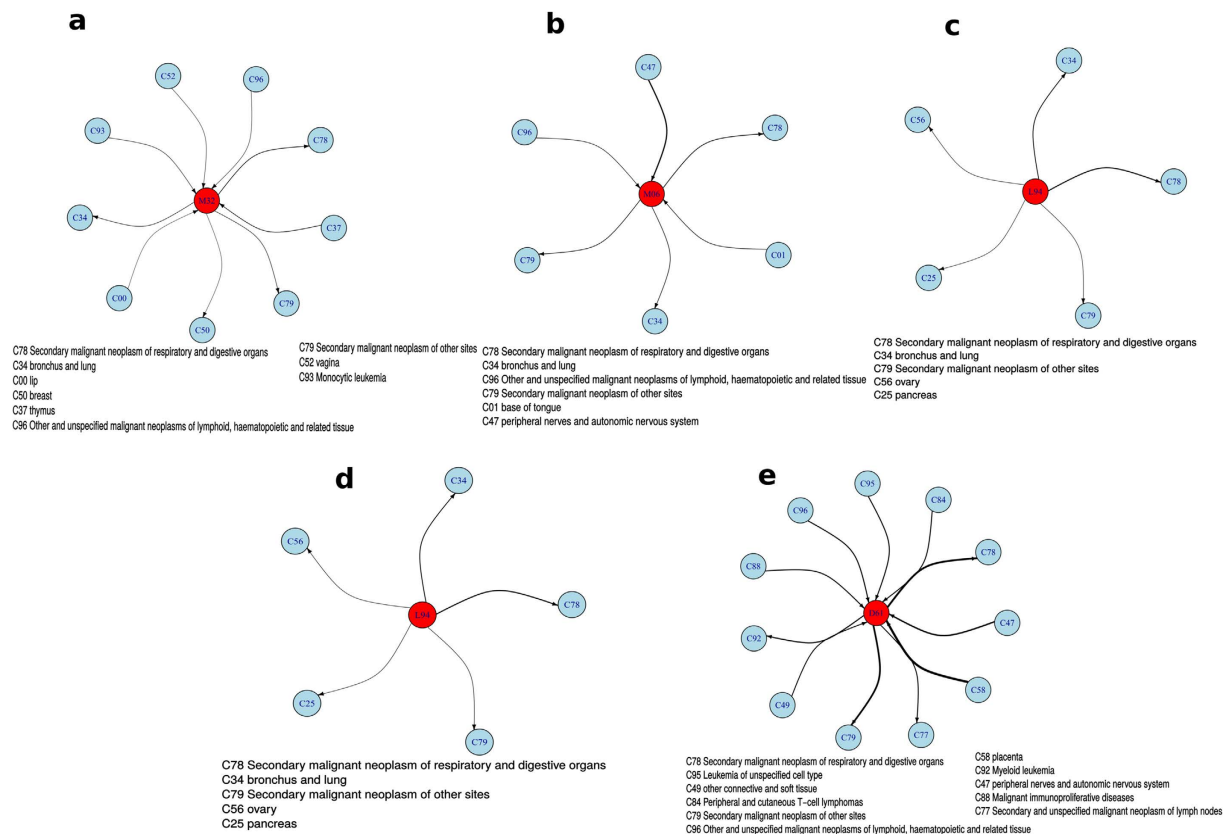 a
C52
C96
C93
C78
M32
C34
C37
C00
C79
C50
C78 Secondary malignant neoplasm of respiratory and digestive organs
C34 bronchus and lung
C00 lip
C50 breast
C37 thymus
C96 Other and unspecified malignant neoplasms of lymphoid, haematopoietic and related tissue
C79 Secondary malignant neoplasm of other sites
C52 vagina
C93 Monocytic leukemia
b
C47
C96
C78
M06
C79
C01
C34
C78 Secondary malignant neoplasm of respiratory and digestive organs
C34 bronchus and lung
C96 Other and unspecified malignant neoplasms of lymphoid, haematopoietic and related tissue
C79 Secondary malignant neoplasm of other sites
C01 base of tongue
C47 peripheral nerves and autonomic nervous system
c
C34
C56
C78
L94
C25
C79
C78 Secondary malignant neoplasm of respiratory and digestive organs
C34 bronchus and lung
C79 Secondary malignant neoplasm of other sites
C56 ovary
C25 pancreas
d
C34
C56
C78
L94
C25
C79
C78 Secondary malignant neoplasm of respiratory and digestive organs
C34 bronchus and lung
C79 Secondary malignant neoplasm of other sites
C56 ovary
C25 pancreas
e
C95
C84
C96
C78
C88
D61
C47
C92
C58
C49
C79
C77
C78 Secondary malignant neoplasm of respiratory and digestive organs
C95 Leukemia of unspecified cell type
C49 other connective and soft tissue
C84 Peripheral and cutaneous T-cell lymphomas
C79 Secondary malignant neoplasm of other sites
C96 Other and unspecified malignant neoplasms of lymphoid, haematopoietic and related tissue
C58 placenta
C92 Myeloid leukemia
C47 peripheral nerves and autonomic nervous system
C88 Malignant immunoproliferative diseases
C77 Secondary and unspecified malignant neoplasm of lymph nodes